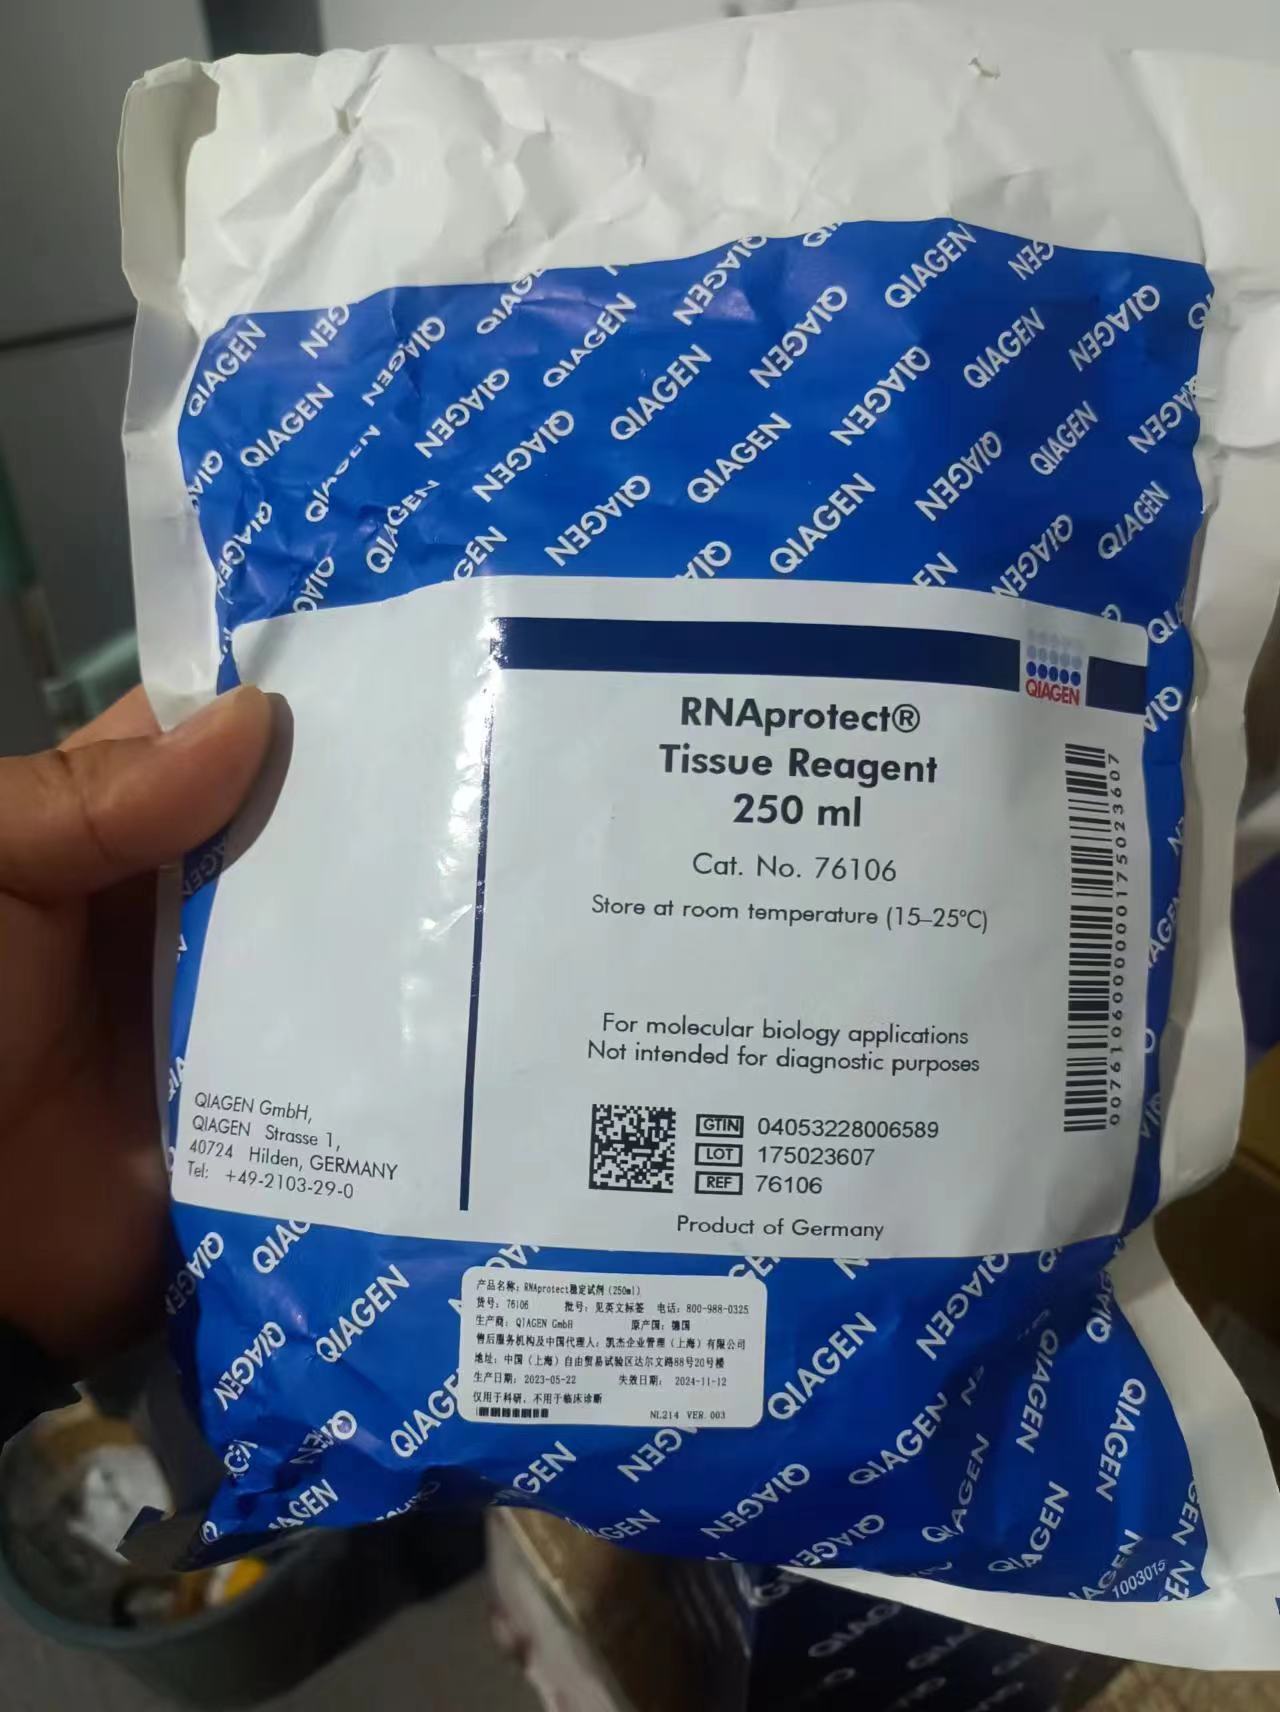 QIAGEN
RNAprotect®
Tissue Reagent
250 ml
Cat. No. 76106
Store at room temperature (15–25°C)
For molecular biology applications
Not intended for diagnostic purposes
GTIN 04053228006589
LOT 175023607
REF 76106
Product of Germany
QIAGEN GmbH,
QIAGEN Strasse 1,
40724 Hilden, GERMANY
Tel: +49-2103-29-0
产品名称：RNAprotect稳定试剂（250ml）
货号：76106 批号：见英文标签 电话：800-988-0325
生产商：QIAGEN GmbH 原产国：德国
售后服务机构及中国代理人：凯杰企业管理（上海）有限公司
地址：中国（上海）自由贸易试验区达尔文路88号20号楼
生产日期：2023-05-22 失效日期：2024-11-12
仅用于科研，不用于临床诊断
NL214 VER 003
1003015